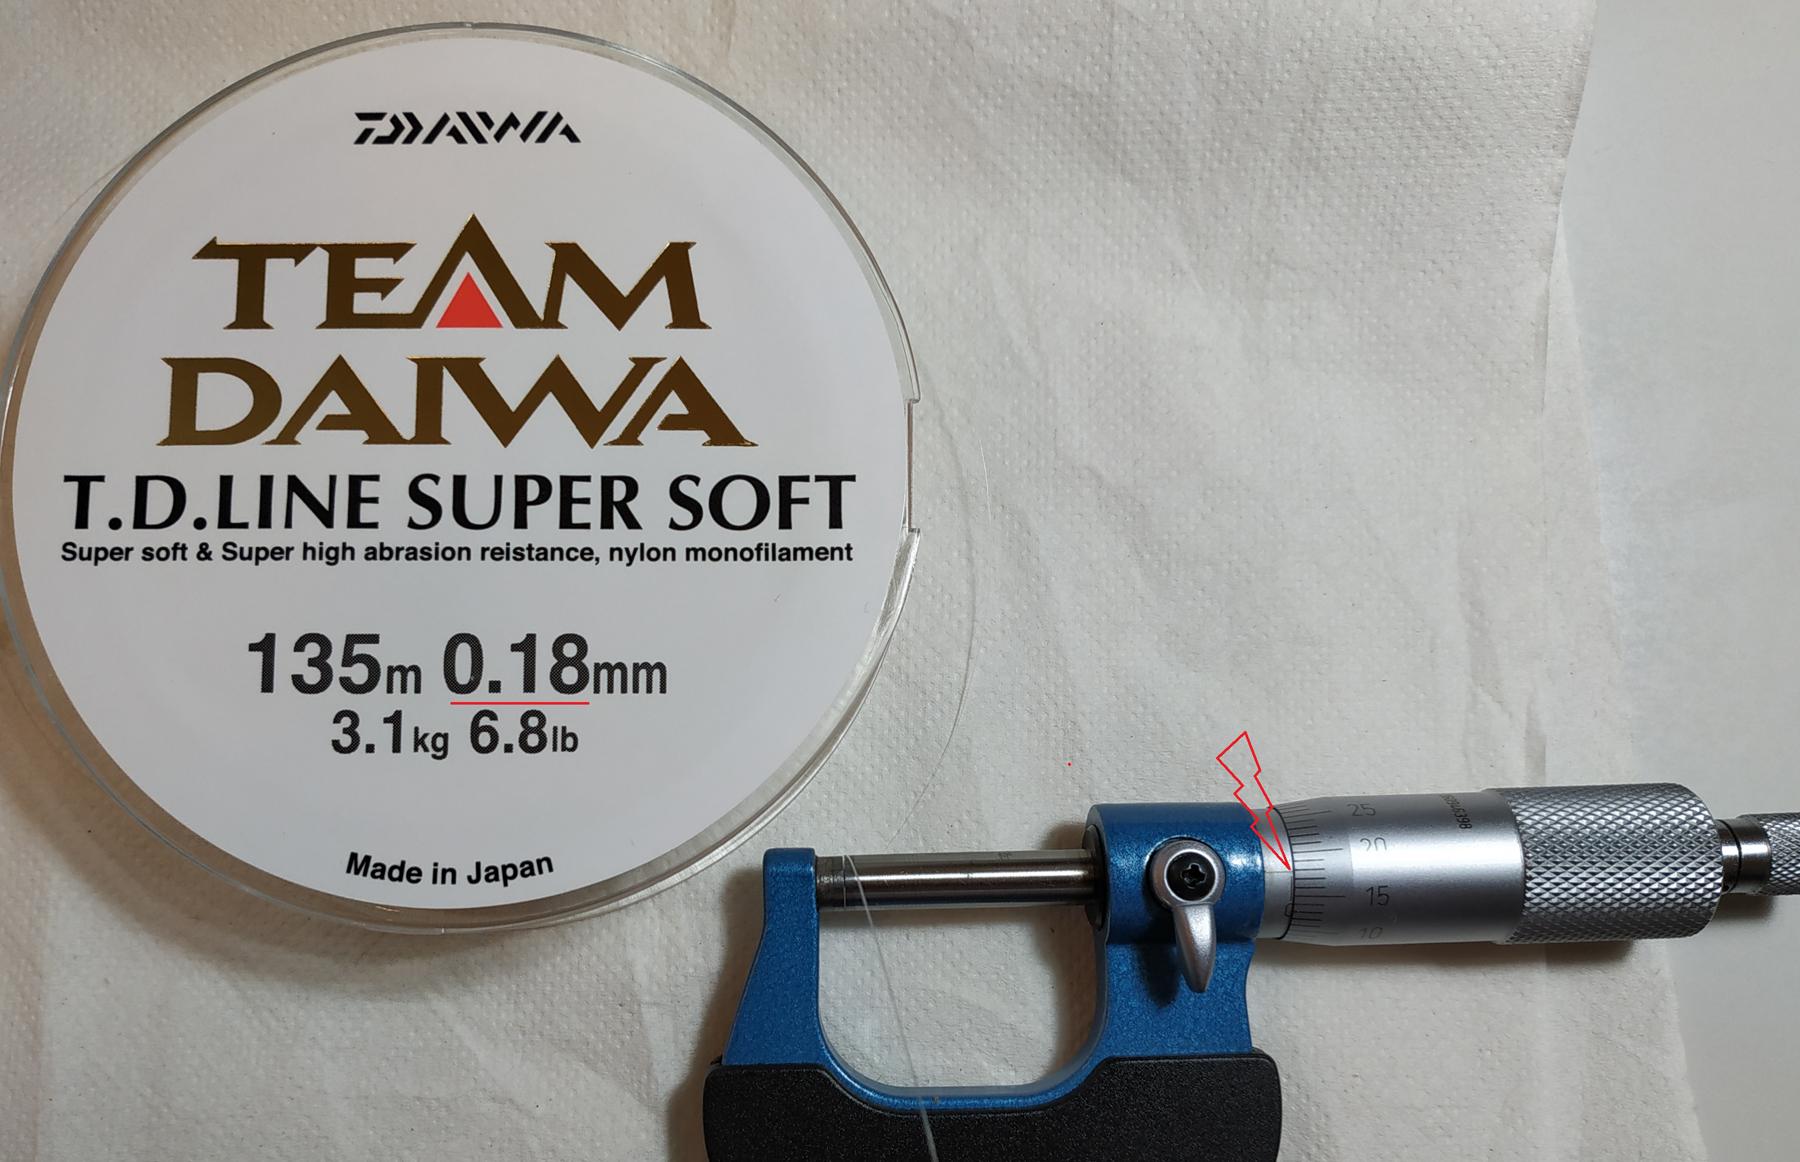 DAIWA
TEAM
DAIWA
T.D.LINE SUPER SOFT
Super soft & Super high abrasion reistance, nylon monofilament
135m 0.18mm
3.1kg 6.8lb
Made in Japan
25
20
15
10
0